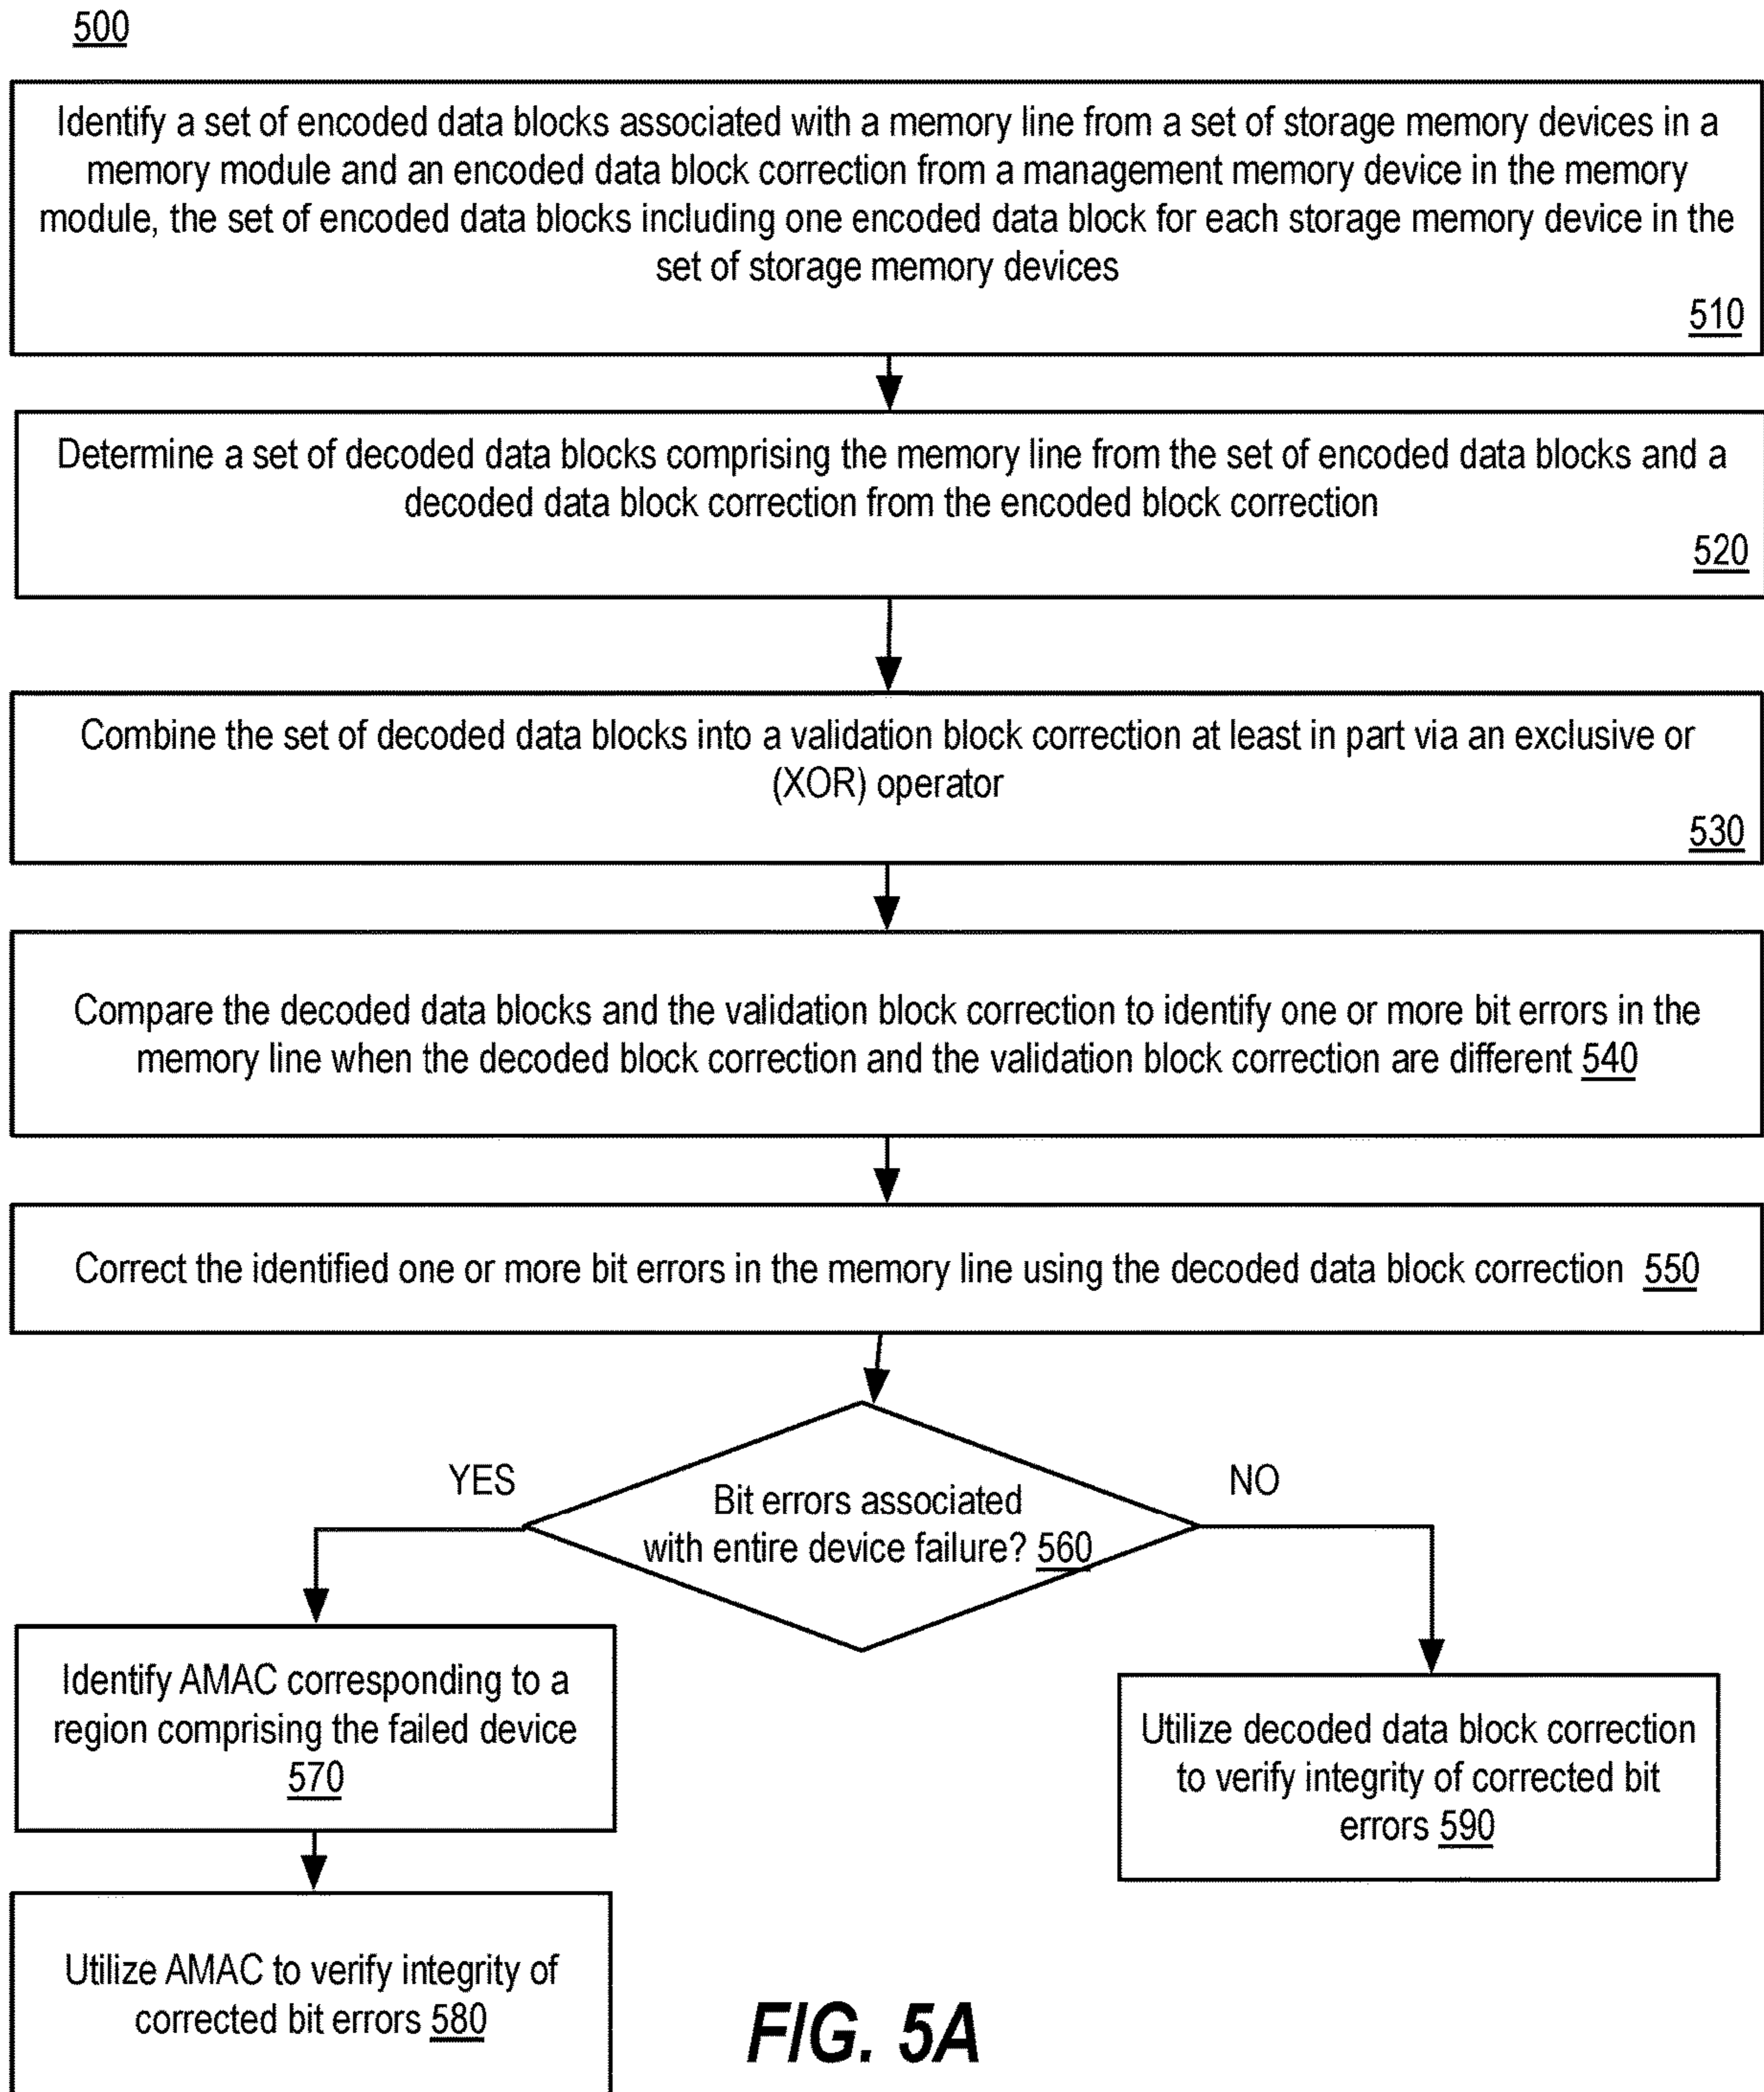 500
Identify a set of encoded data blocks associated with a memory line from a set of storage memory devices in a
memory module and an encoded data block correction from a management memory device in the memory
module, the set of encoded data blocks including one encoded data block for each storage memory device in the
set of storage memory devices
510
Determine a set of decoded data blocks comprising the memory line from the set of encoded data blocks and a
decoded data block correction from the encoded block correction
520
Combine the set of decoded data blocks into a validation block correction at least in part via an exclusive or
(XOR) operator
530
Compare the decoded data blocks and the validation block correction to identify one or more bit errors in the
memory line when the decoded block correction and the validation block correction are different 540
Correct the identified one or more bit errors in the memory line using the decoded data block correction 550
YES
NO
Bit errors associated
with entire device failure? 560
Identify AMAC corresponding to a
region comprising the failed device
570
Utilize decoded data block correction
to verify integrity of corrected bit
errors 590
Utilize AMAC to verify integrity of
corrected bit errors 580
FIG. 5A